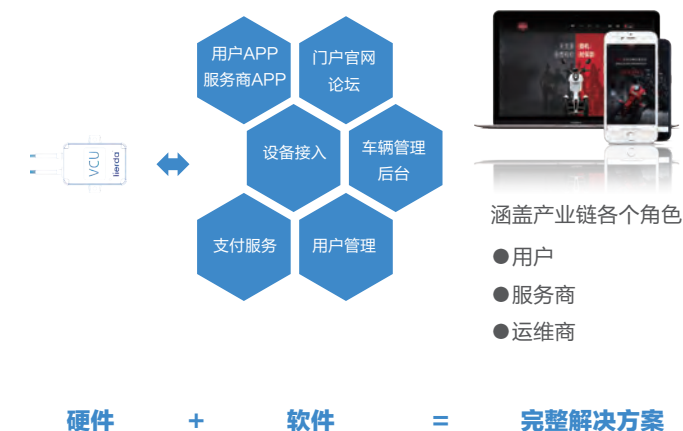 用户APP
服务商APP
门户官网
论坛
设备接入
车辆管理
后台
支付服务
用户管理
VCU
lierda
涵盖产业链各个角色
●用户
●服务商
●运维商
硬件 + 软件 = 完整解决方案